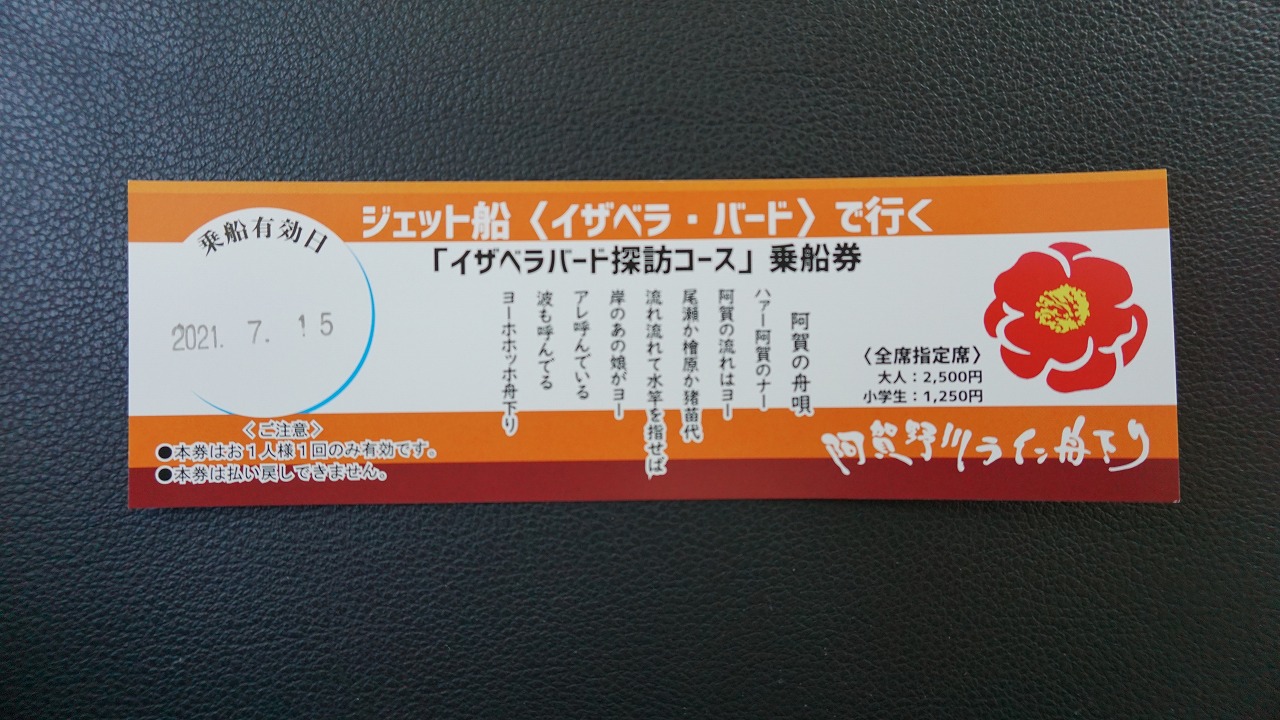 ジェット船〈イザベラ・バード〉で行く
「イザベラバード探訪コース」乗船券
乗船有効日
2021. 7. 15
阿賀の舟唄
ハァー阿賀のナー
阿賀の流れはヨー
尾瀬か檜原か猪苗代
流れ流れて水竿を指せば
岸のあの娘がヨー
アレ呼んでいる
波も呼んでる
ヨーホホッホ舟下り
〈全席指定席〉
大人：2,500円
小学生：1,250円
阿賀野川ライン舟下り
〈ご注意〉
●本券はお１人様１回のみ有効です。
●本券は払い戻しできません。